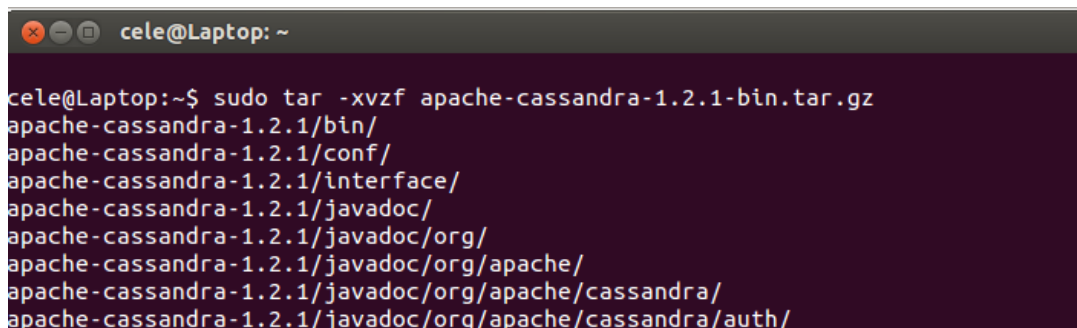 cele@Laptop: ~
cele@Laptop:~$ sudo tar -xvzf apache-cassandra-1.2.1-bin.tar.gz
apache-cassandra-1.2.1/bin/
apache-cassandra-1.2.1/conf/
apache-cassandra-1.2.1/interface/
apache-cassandra-1.2.1/javadoc/
apache-cassandra-1.2.1/javadoc/org/
apache-cassandra-1.2.1/javadoc/org/apache/
apache-cassandra-1.2.1/javadoc/org/apache/cassandra/
apache-cassandra-1.2.1/javadoc/org/apache/cassandra/auth/